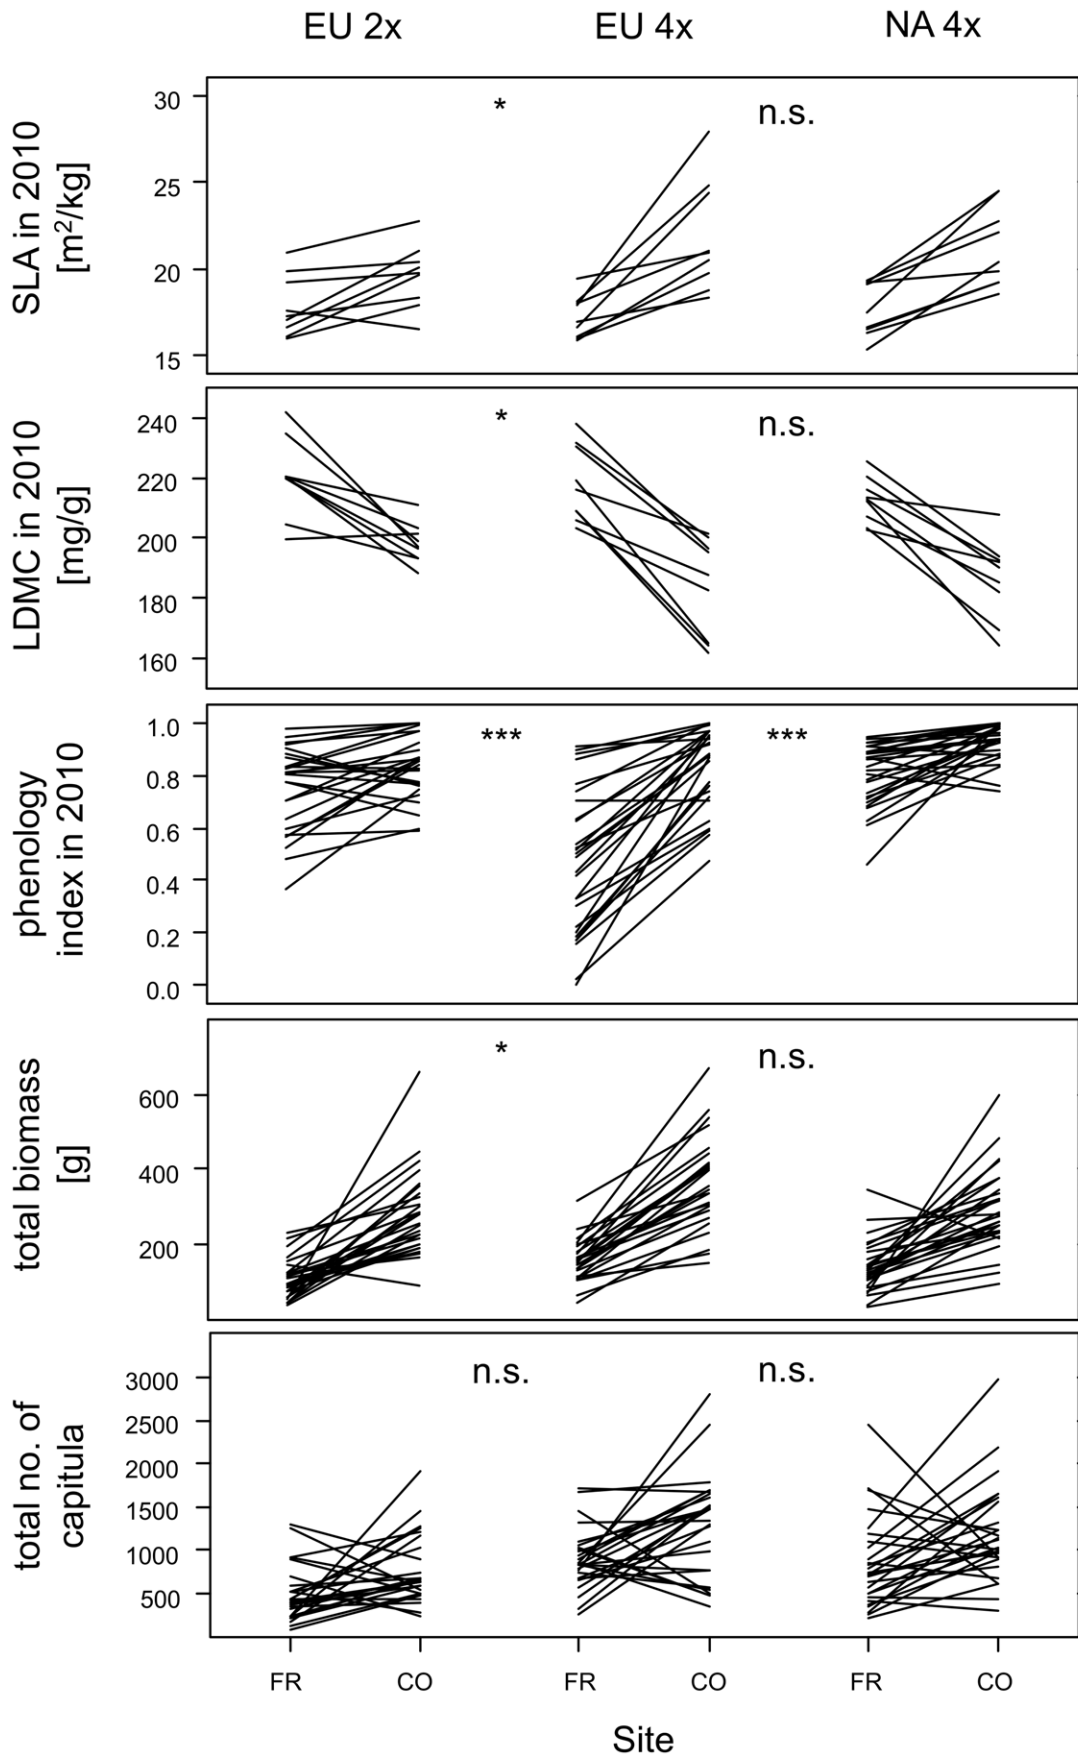 EU 2x EU 4x NA 4x
SLA in 2010
[m²/kg]
30
25
20
15
* n.s.
LDMC in 2010
[mg/g]
240
220
200
180
160
* n.s.
phenology
index in 2010
1.0
0.8
0.6
0.4
0.2
0.0
*** ***
total biomass
[g]
600
400
200
* n.s.
total no. of
capitula
3000
2500
2000
1500
1000
500
n.s. n.s.
FR CO FR CO FR CO
Site